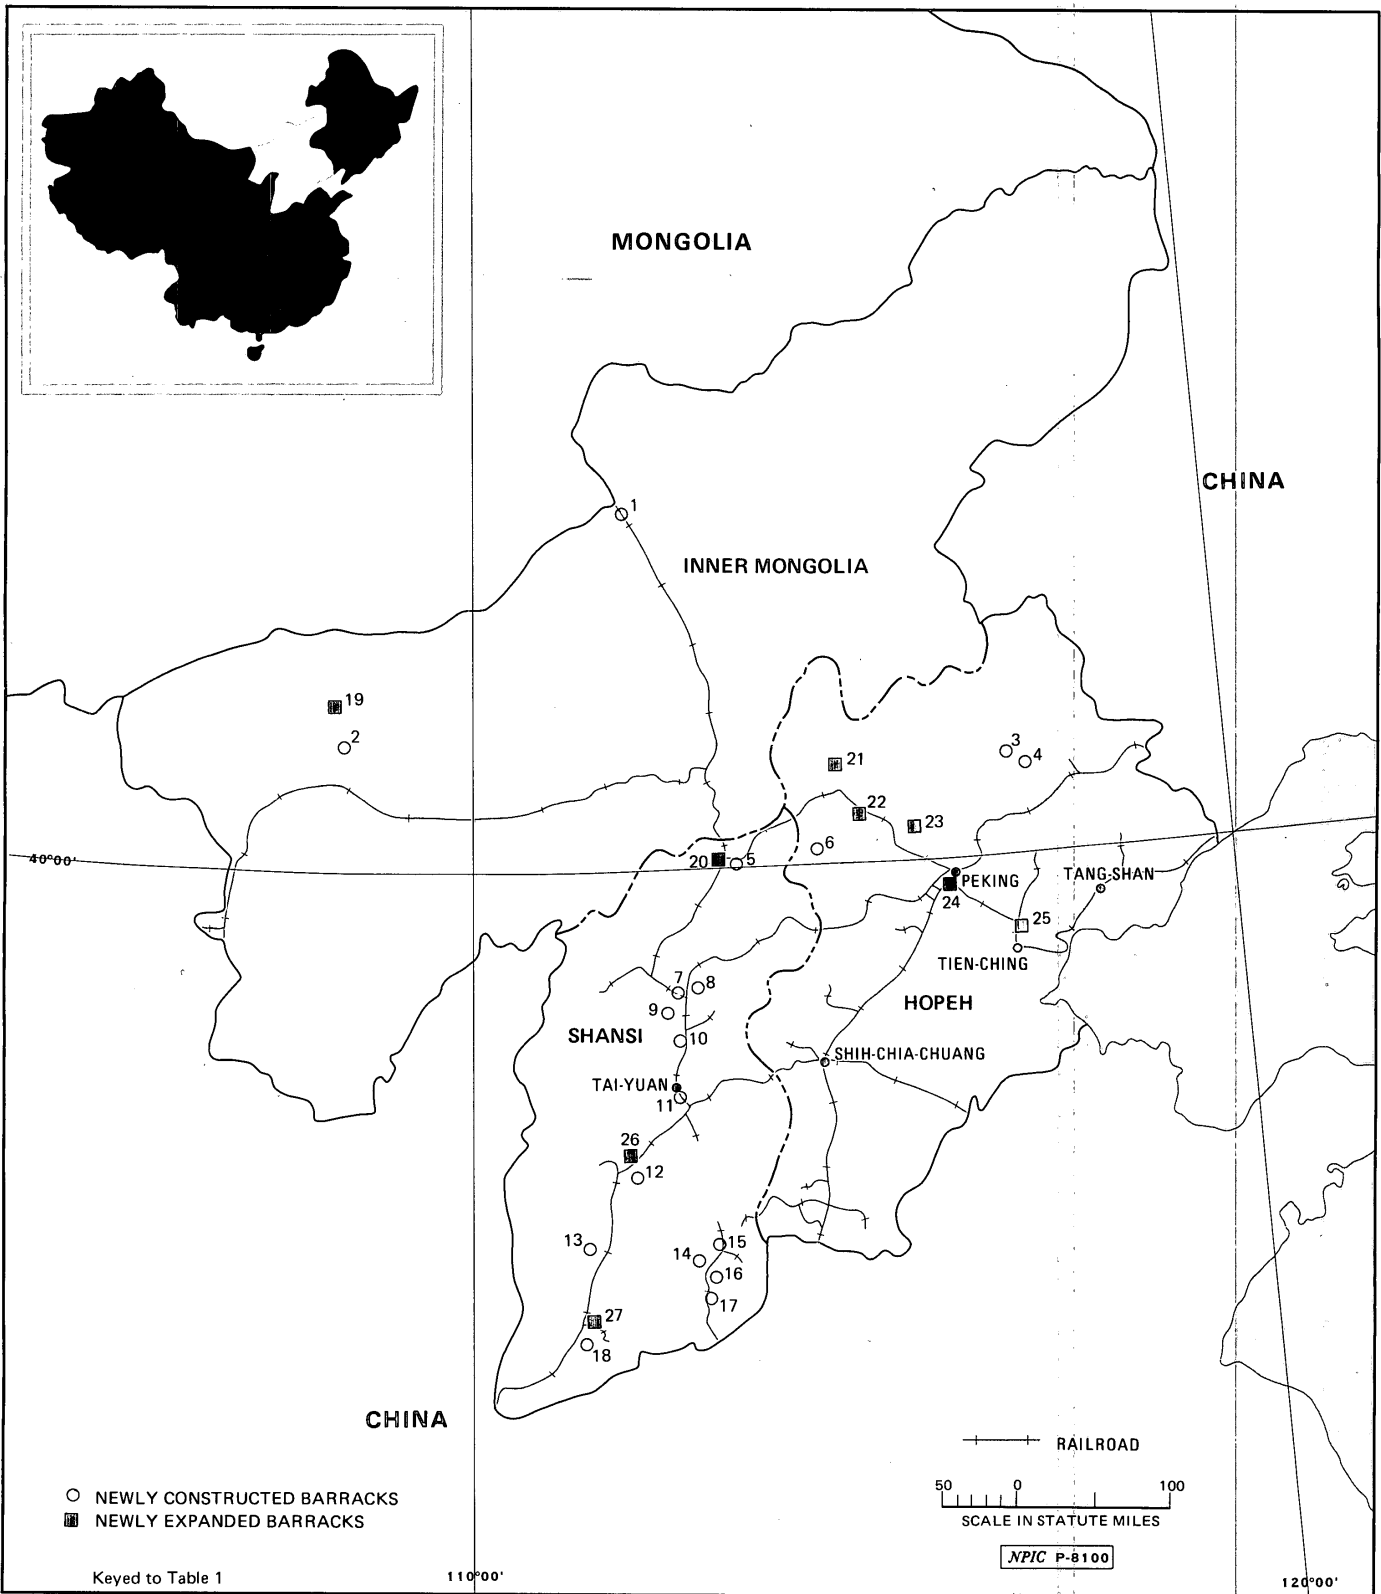 MONGOLIA
CHINA
1
INNER MONGOLIA
19
2
3
4
21
22
23
6
5
20
40°00'
PEKING
TANG-SHAN
24
25
TIEN-CHING
7
8
HOPEH
9
SHANSI
10
SHIH-CHIA-CHUANG
TAI-YUAN
11
26
12
13
14
15
16
17
27
18
CHINA
RAILROAD
50 0 100
SCALE IN STATUTE MILES
NEWLY CONSTRUCTED BARRACKS
NEWLY EXPANDED BARRACKS
NPIC P-8100
Keyed to Table 1
110°00'
120°00'